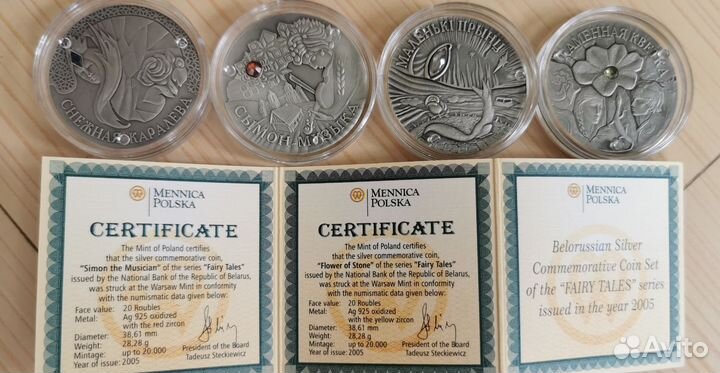 СНЕЖНАЯ КАРАЛЕВА
СЫМОН-МУЗЫКА
МАЛЕНЬКІ ПРЫНЦ
КАМЕННАЯ КВЕТКА
MENNICA
POLSKA
CERTIFICATE
The Mint of Poland certifies
that the silver commemorative coin,
"Simon the Musician" of the series "Fairy Tales"
issued by the National Bank of the Republic of Belarus,
was struck at the Warsaw Mint in conformity
with the numismatic data given below:
Face value: 20 Roubles
Metal: Ag 925 oxidized
with the red zircon
Diameter: 38,61 mm
Weight: 28,28 g
Mintage: up to 20.000
Year of issue: 2005
President of the Board
Tadeusz Steckiewicz
MENNICA
POLSKA
CERTIFICATE
The Mint of Poland certifies
that the silver commemorative coin,
"Flower of Stone" of the series "Fairy Tales"
issued by the National Bank of the Republic of Belarus,
was struck at the Warsaw Mint in conformity
with the numismatic data given below:
Face value: 20 Roubles
Metal: Ag 925 oxidized
with the yellow zircon
Diameter: 38,61 mm
Weight: 28,28 g
Mintage: up to 20.000
Year of issue: 2005
President of the Board
Tadeusz Steckiewicz
MENNICA
POLSKA
Belorussian Silver
Commemorative Coin Set
of the "FAIRY TALES" series
issued in the year 2005
Avito